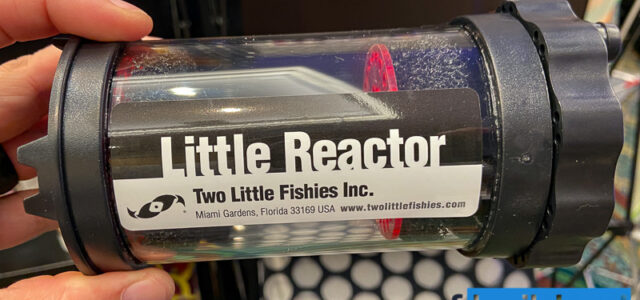 Little Reactor
Two Little Fishies Inc.
Miami Gardens, Florida 33169 USA www.twolittlefishies.com